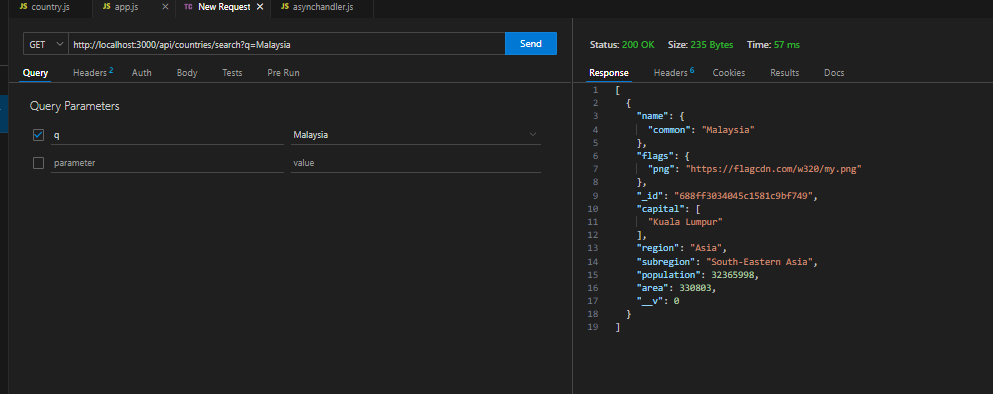 JS country.js JS app.js TC New Request × JS asynchandler.js
GET http://localhost:3000/api/countries/search?q=Malaysia Send
Query Headers 2 Auth Body Tests Pre Run
Query Parameters
q Malaysia
parameter value
Status: 200 OK Size: 235 Bytes Time: 57 ms
Response Headers 6 Cookies Results Docs
1 [
2 {
3 "name": {
4 "common": "Malaysia"
5 },
6 "flags": {
7 "png": "https://flagcdn.com/w320/my.png"
8 },
9 "_id": "688ff3034045c1581c9bf749",
10 "capital": [
11 "Kuala Lumpur"
12 ],
13 "region": "Asia",
14 "subregion": "South-Eastern Asia",
15 "population": 32365998,
16 "area": 330803,
17 "__v": 0
18 }
19 ]